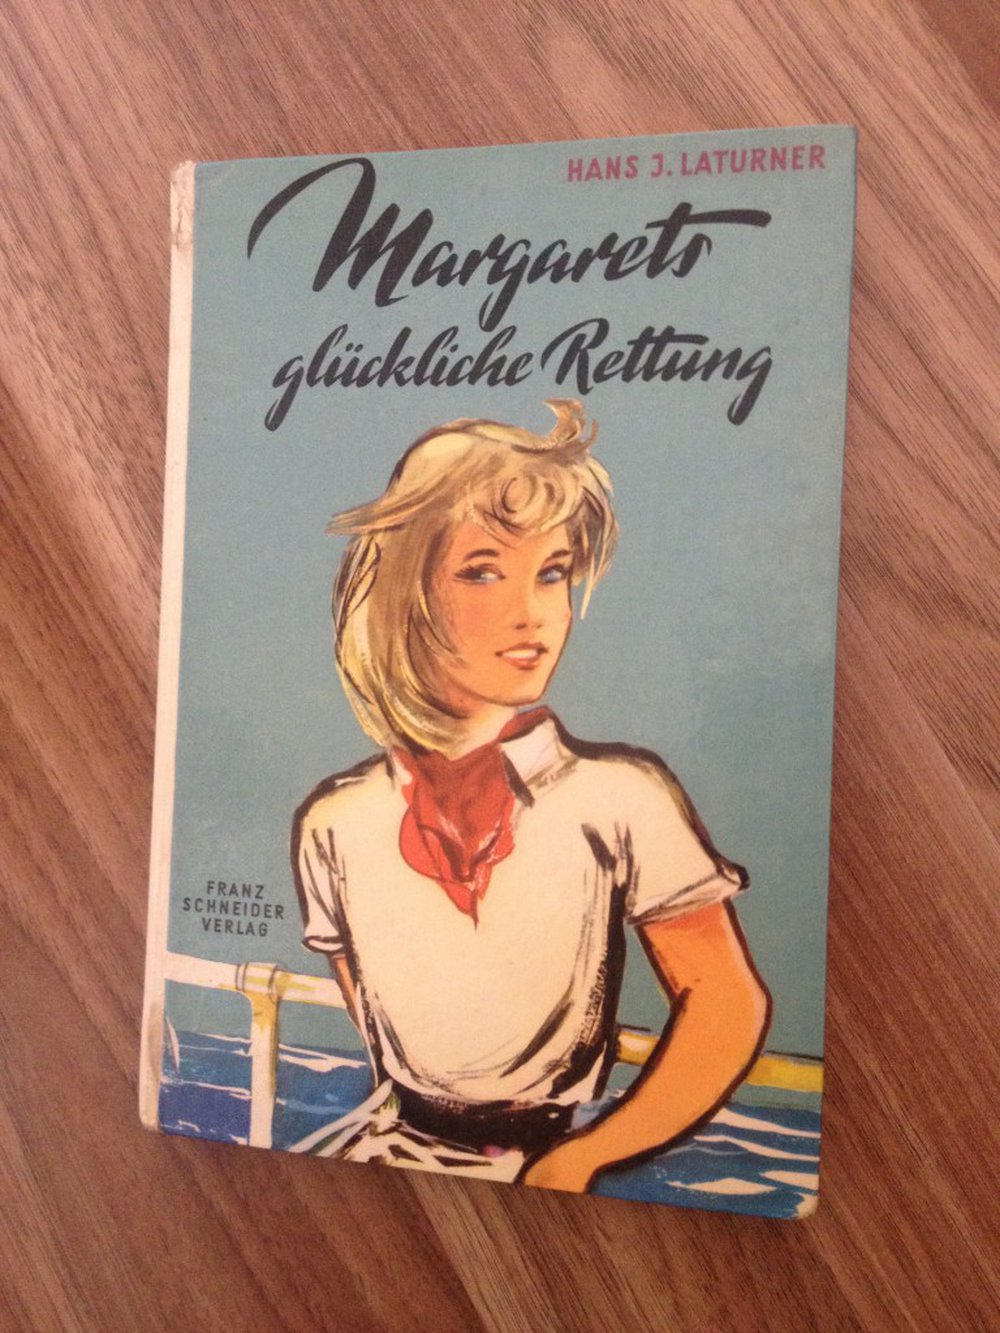 HANS J. LATURNER
Margarets
glückliche Rettung
FRANZ
SCHNEIDER
VERLAG